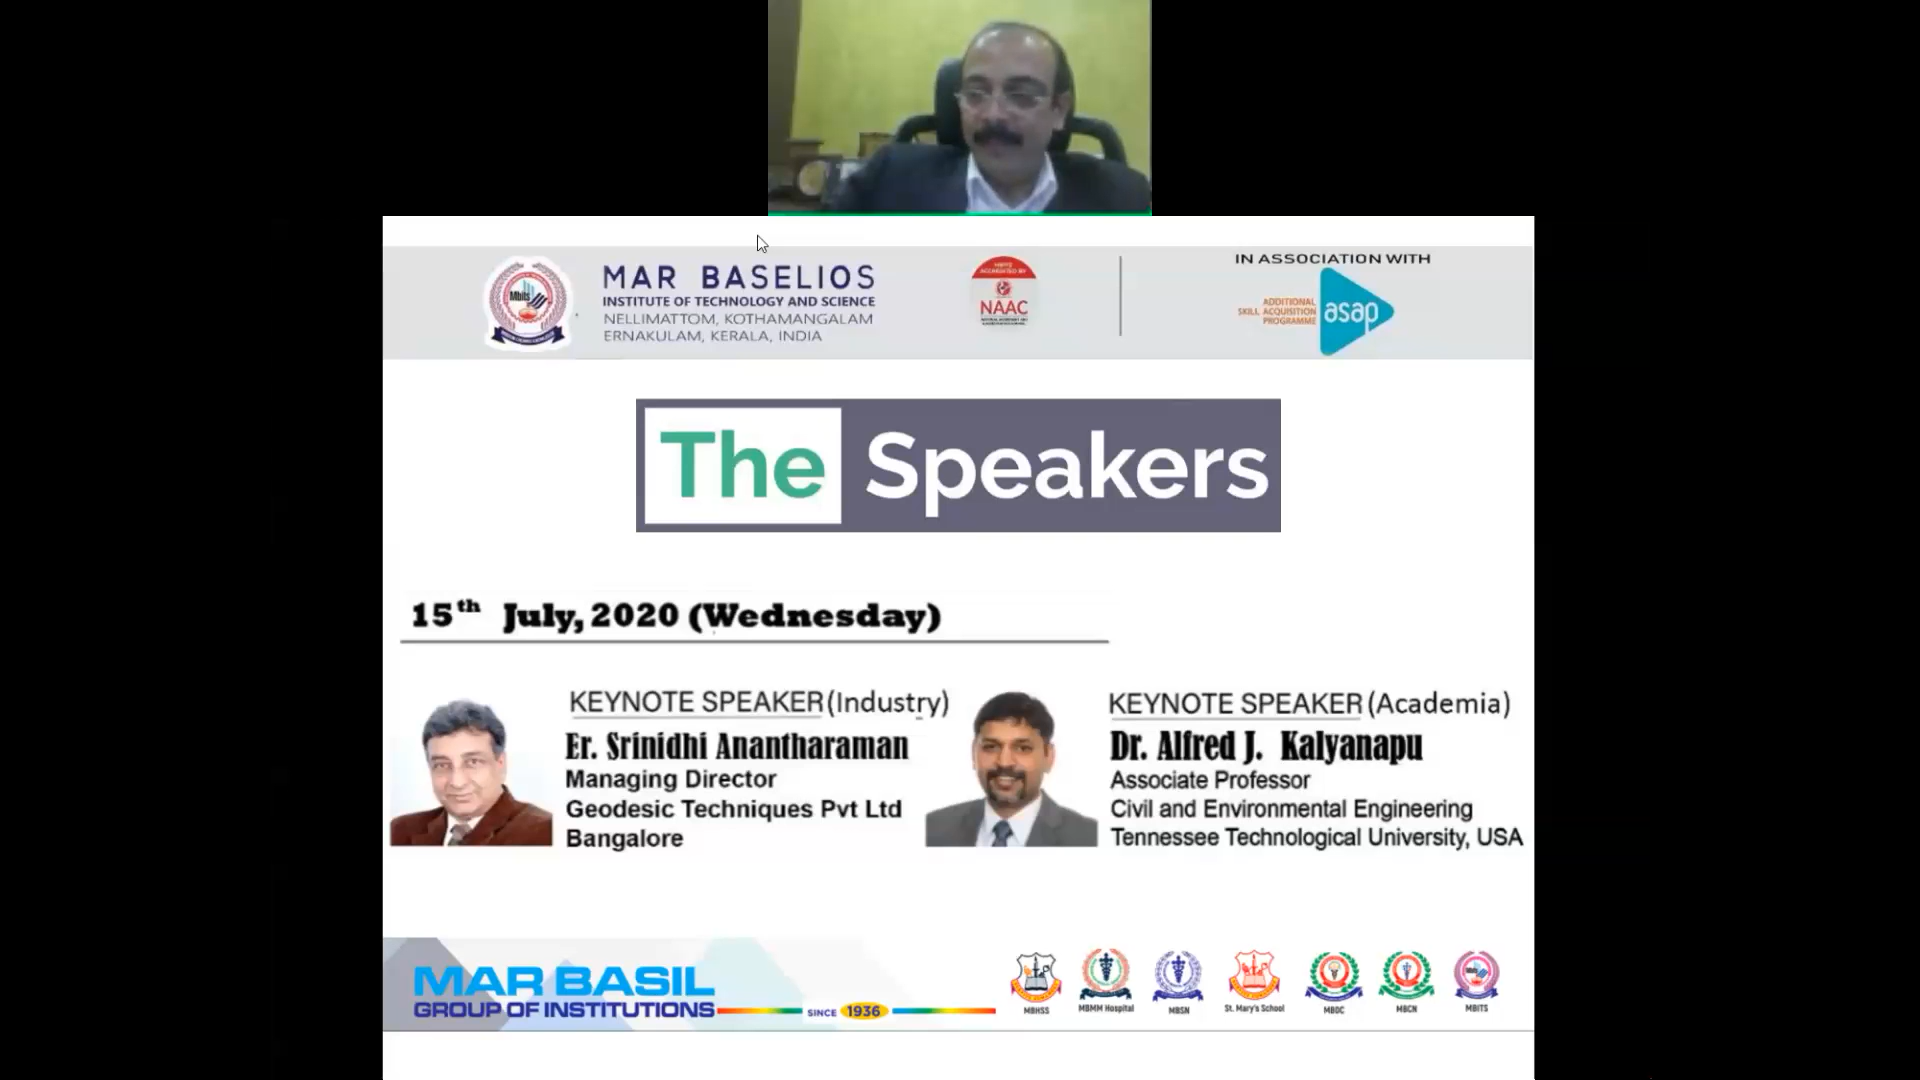 MAR BASELIOS
INSTITUTE OF TECHNOLOGY AND SCIENCE
NELLIMATTOM, KOTHAMANGALAM
ERNAKULAM, KERALA, INDIA
Mbits
ACCREDITED BY
NAAC
IN ASSOCIATION WITH
ADDITIONAL
SKILL ACQUISITION
PROGRAMME
asap
The Speakers
15th July, 2020 (Wednesday)
KEYNOTE SPEAKER (Industry)
Er. Srinidhi Anantharaman
Managing Director
Geodesic Techniques Pvt Ltd
Bangalore
KEYNOTE SPEAKER (Academia)
Dr. Alfred J. Kalyanapu
Associate Professor
Civil and Environmental Engineering
Tennessee Technological University, USA
MAR BASIL
GROUP OF INSTITUTIONS
SINCE 1936
MBHSS
MBMM Hospital
MBSN
St. Mary's School
MBDC
MBCN
MBITS